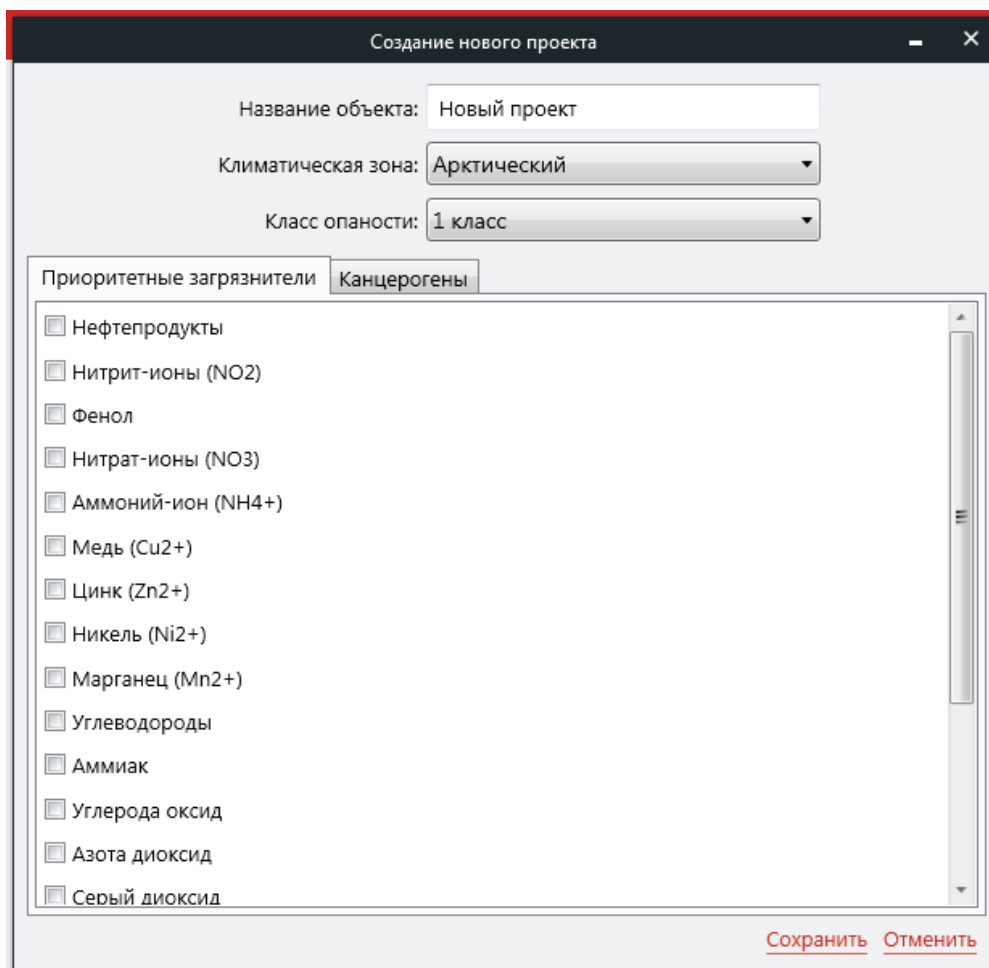 Создание нового проекта
Название объекта: Новый проект
Климатическая зона: Арктический
Класс опаности: 1 класс
Приоритетные загрязнители Канцерогены
Нефтепродукты
Нитрит-ионы (NO2)
Фенол
Нитрат-ионы (NO3)
Аммоний-ион (NH4+)
Медь (Cu2+)
Цинк (Zn2+)
Никель (Ni2+)
Марганец (Mn2+)
Углеводороды
Аммиак
Углерода оксид
Азота диоксид
Серый диоксид
Сохранить Отменить